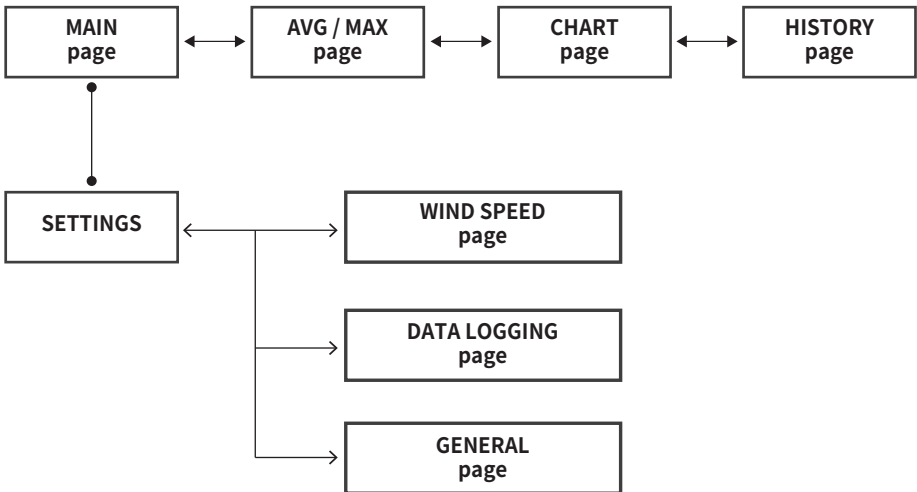 MAIN
page
AVG / MAX
page
CHART
page
HISTORY
page
SETTINGS
WIND SPEED
page
DATA LOGGING
page
GENERAL
page